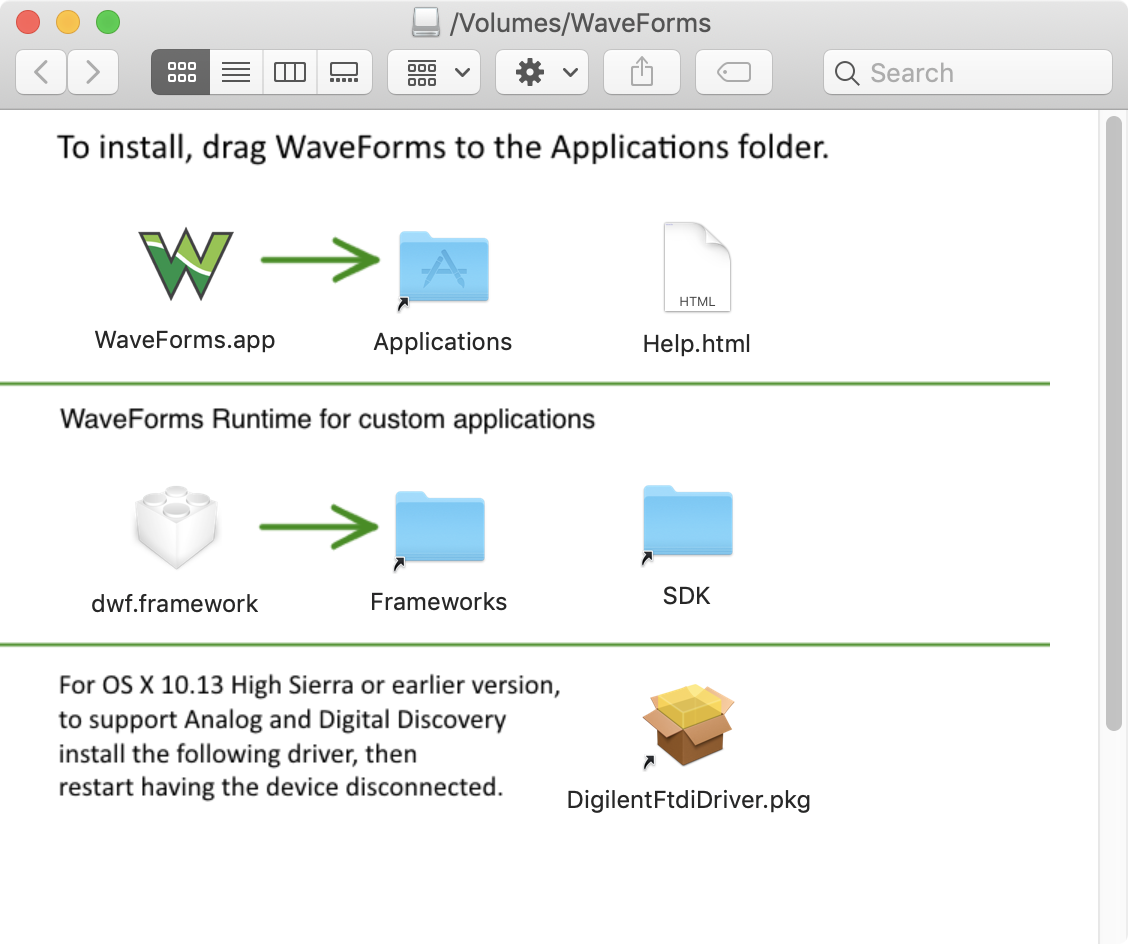 /Volumes/WaveForms
Search
To install, drag WaveForms to the Applications folder.
HTML
WaveForms.app
Applications
Help.html
WaveForms Runtime for custom applications
dwf.framework
Frameworks
SDK
For OS X 10.13 High Sierra or earlier version,
to support Analog and Digital Discovery
install the following driver, then
restart having the device disconnected.
DigilentFtdiDriver.pkg